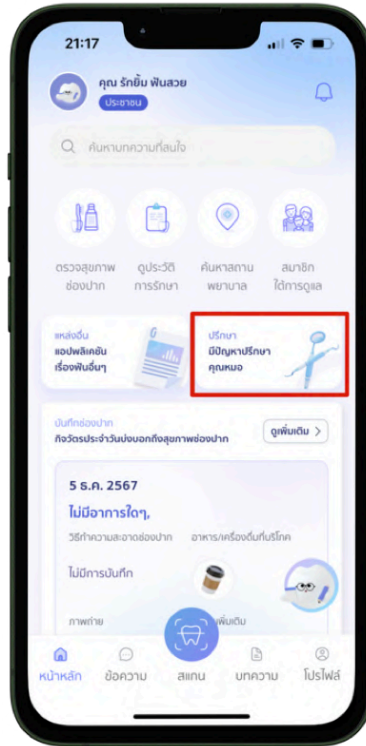 21:17
คุณ รักยิ้ม ฟันสวย
ประชาชน
ค้นหาบทความที่สนใจ
ตรวจสุขภาพ
ช่องปาก
ดูประวัติ
การรักษา
ค้นหาสถาน
พยาบาล
สมาชิก
ใต้การดูแล
แหล่งอื่น
แอปพลิเคชัน
เรื่องฟันอื่นๆ
G
ปรึกษา
มีปัญหาปรึกษา
คุณหมอ
บันทึกช่องปาก
กิจวัตรประจำวันบ่งบอกถึงสุขภาพช่องปาก
ดูเพิ่มเติม >
5 ธ.ค. 2567
ไม่มีอาการใดๆ,
วิธีทำความสะอาดช่องปาก
อาหาร/เครื่องดื่มที่บริโภค
ไม่มีการบันทึก
ภาพถ่าย
เพิ่มเติม
หน้าหลัก
ข้อความ
สแกน
บทความ
โปรไฟล์